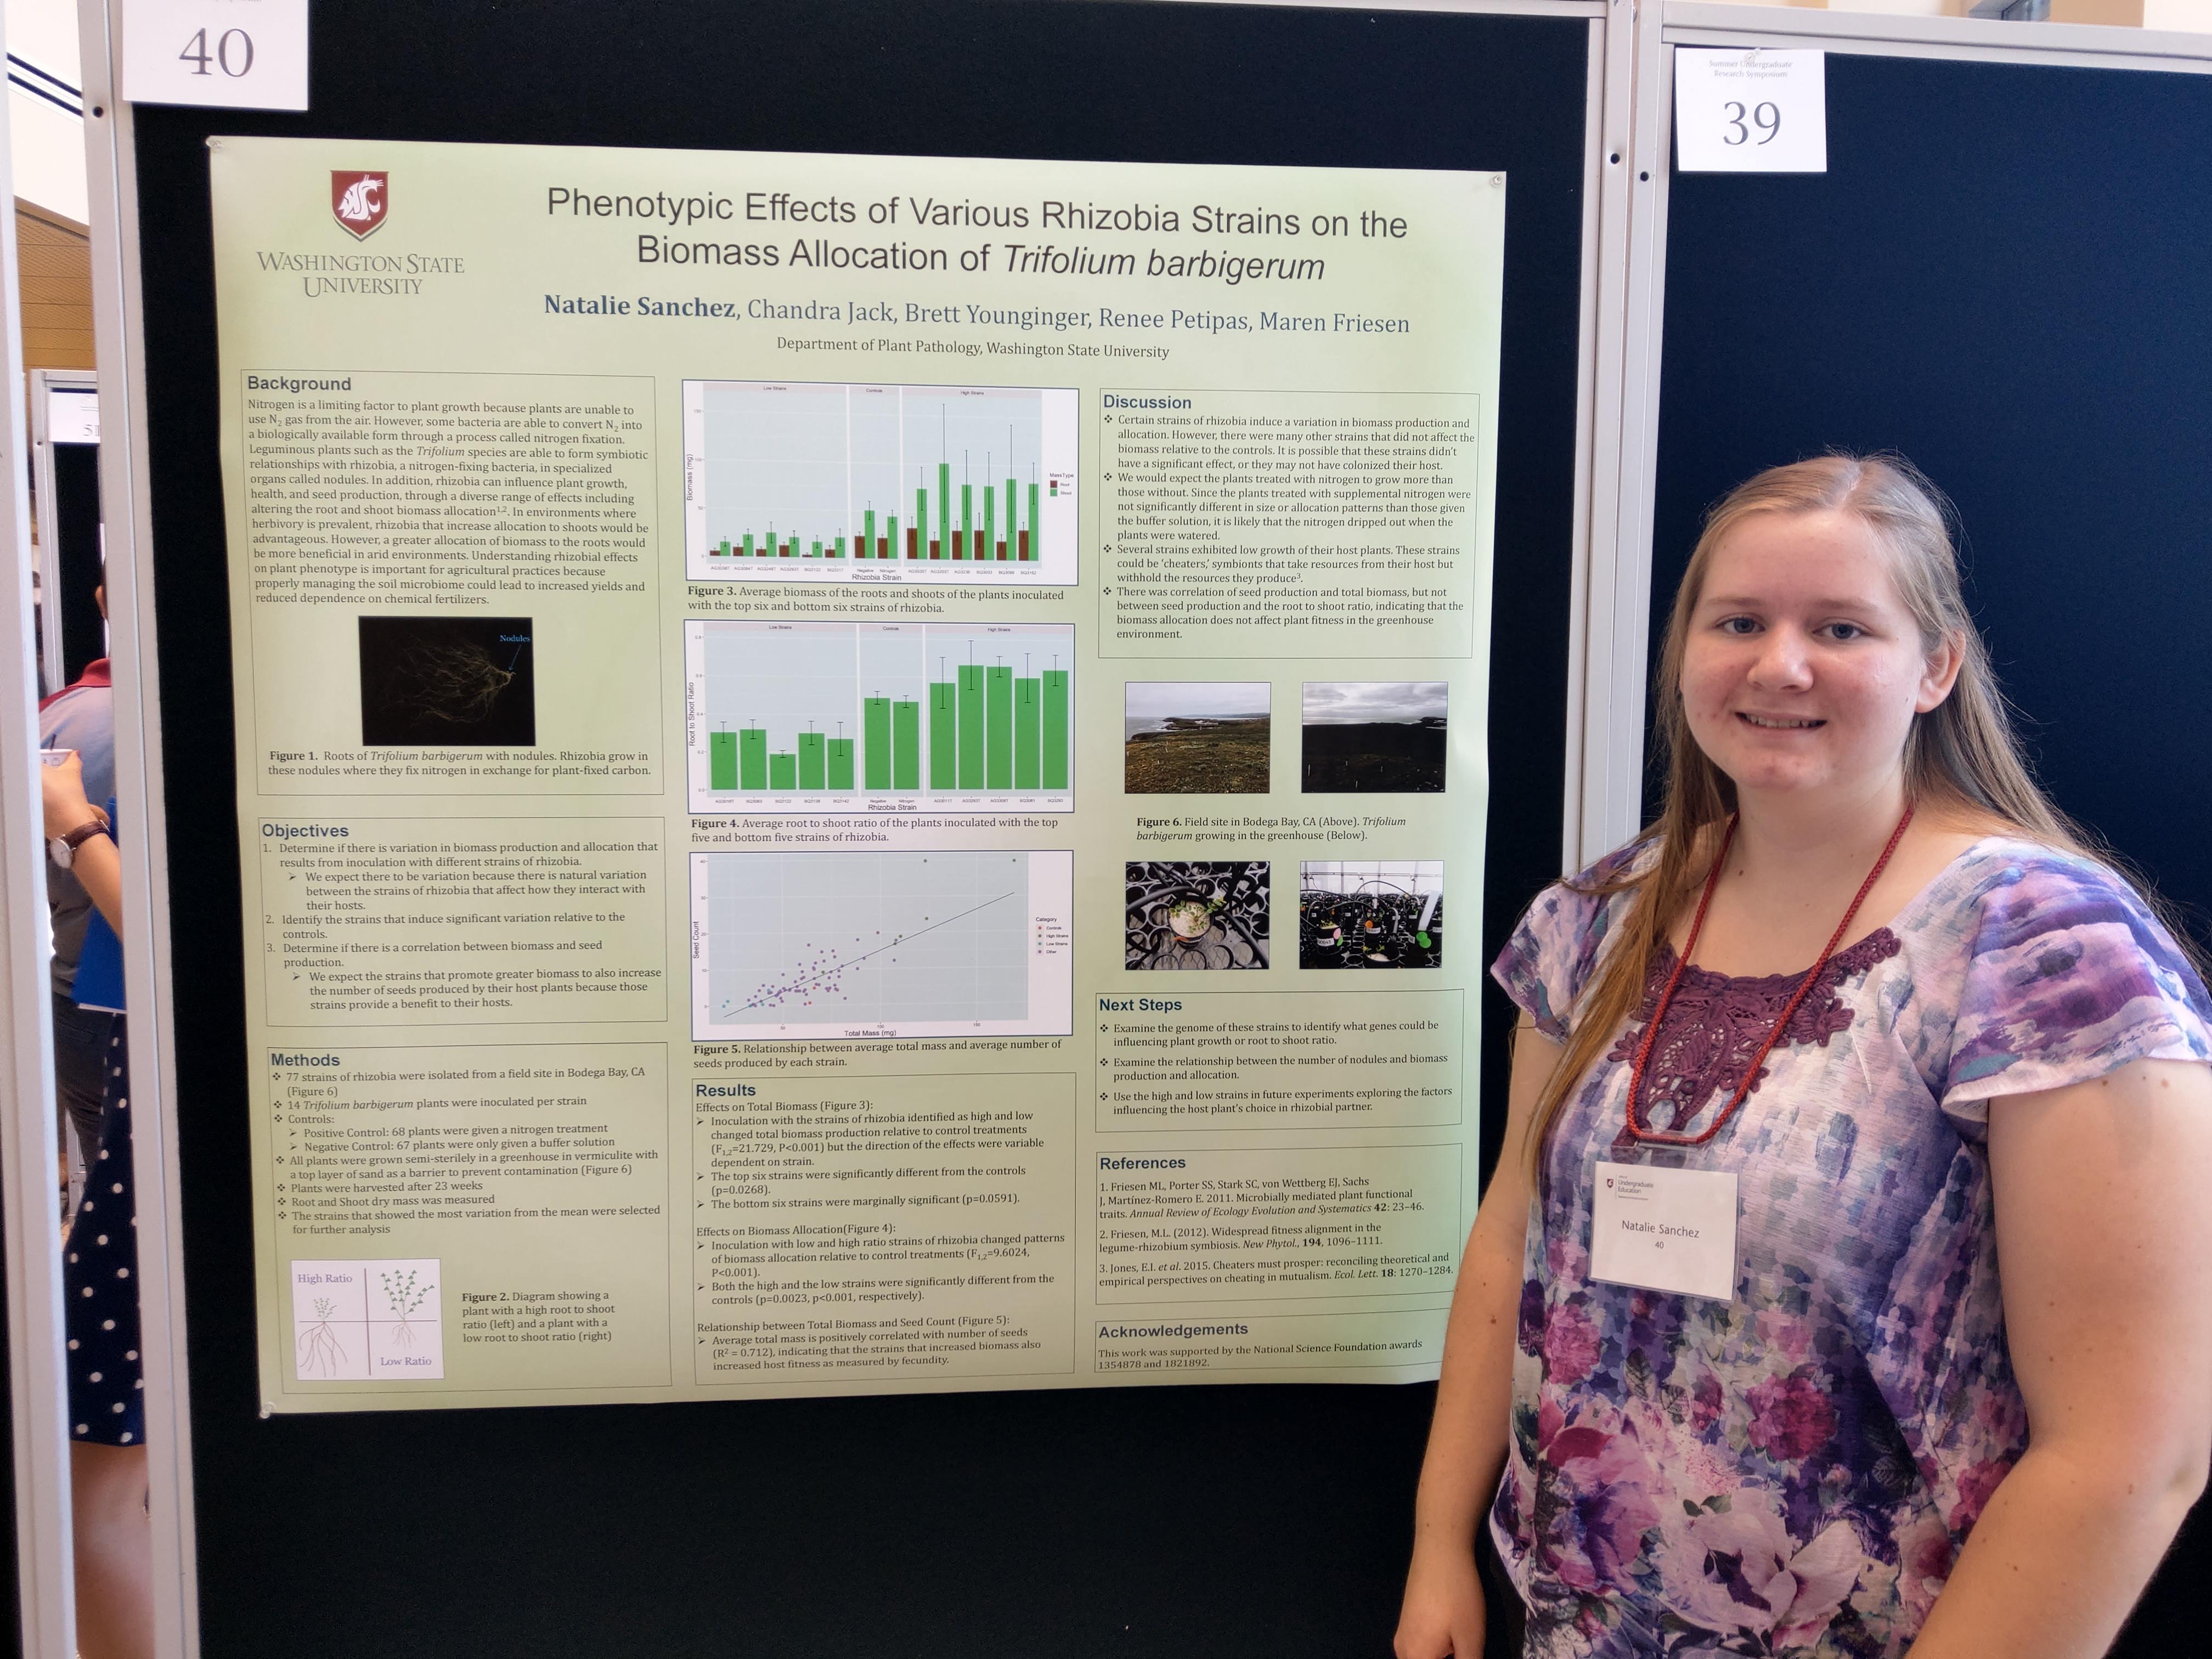 40
Summer Undergraduate
Research Symposium
39
WASHINGTON STATE
UNIVERSITY
Phenotypic Effects of Various Rhizobia Strains on the
Biomass Allocation of Trifolium barbigerum
Natalie Sanchez, Chandra Jack, Brett Younginger, Renee Petipas, Maren Friesen
Department of Plant Pathology, Washington State University
Background
Nitrogen is a limiting factor to plant growth because plants are unable to
use N2 gas from the air. However, some bacteria are able to convert N2 into
a biologically available form through a process called nitrogen fixation.
Leguminous plants such as the Trifolium species are able to form symbiotic
relationships with rhizobia, a nitrogen-fixing bacteria, in specialized
organs called nodules. In addition, rhizobia can influence plant growth,
health, and seed production, through a diverse range of effects including
altering the root and shoot biomass allocation1,2. In environments where
herbivory is prevalent, rhizobia that increase allocation to shoots would be
advantageous. However, a greater allocation of biomass to the roots would
be more beneficial in arid environments. Understanding rhizobial effects
on plant phenotype is important for agricultural practices because
properly managing the soil microbiome could lead to increased yields and
reduced dependence on chemical fertilizers.
Nodules
Figure 1. Roots of Trifolium barbigerum with nodules. Rhizobia grow in
these nodules where they fix nitrogen in exchange for plant-fixed carbon.
Objectives
1. Determine if there is variation in biomass production and allocation that
results from inoculation with different strains of rhizobia.
➢ We expect there to be variation because there is natural variation
between the strains of rhizobia that affect how they interact with
their hosts.
2. Identify the strains that induce significant variation relative to the
controls.
3. Determine if there is a correlation between biomass and seed
production.
➢ We expect the strains that promote greater biomass to also increase
the number of seeds produced by their host plants because those
strains provide a benefit to their hosts.
Methods
❖ 77 strains of rhizobia were isolated from a field site in Bodega Bay, CA
(Figure 6)
❖ 14 Trifolium barbigerum plants were inoculated per strain
❖ Controls:
➢ Positive Control: 68 plants were given a nitrogen treatment
➢ Negative Control: 67 plants were only given a buffer solution
❖ All plants were grown semi-sterilely in a greenhouse in vermiculite with
a top layer of sand as a barrier to prevent contamination (Figure 6)
❖ Plants were harvested after 23 weeks
❖ Root and Shoot dry mass was measured
❖ The strains that showed the most variation from the mean were selected
for further analysis
High Ratio
Low Ratio
Figure 2. Diagram showing a
plant with a high root to shoot
ratio (left) and a plant with a
low root to shoot ratio (right)
Low Strains
Controls
High Strains
Biomass (mg)
Mass Type
Root
Shoot
Negative Nitrogen
Rhizobia Strain
Figure 3. Average biomass of the roots and shoots of the plants inoculated
with the top six and bottom six strains of rhizobia.
Low Strains
Controls
High Strains
Root to Shoot Ratio
Negative Nitrogen
Rhizobia Strain
Figure 4. Average root to shoot ratio of the plants inoculated with the top
five and bottom five strains of rhizobia.
Seed Count
Category
Controls
High Strains
Low Strains
Other
50 100 150
Total Mass (mg)
Figure 5. Relationship between average total mass and average number of
seeds produced by each strain.
Results
Effects on Total Biomass (Figure 3):
➢ Inoculation with the strains of rhizobia identified as high and low
changed total biomass production relative to control treatments
(F1,2=21.729, P<0.001) but the direction of the effects were variable
dependent on strain.
➢ The top six strains were significantly different from the controls
(p=0.0268).
➢ The bottom six strains were marginally significant (p=0.0591).
Effects on Biomass Allocation(Figure 4):
➢ Inoculation with low and high ratio strains of rhizobia changed patterns
of biomass allocation relative to control treatments (F1,2=9.6024,
P<0.001).
➢ Both the high and the low strains were significantly different from the
controls (p=0.0023, p<0.001, respectively).
Relationship between Total Biomass and Seed Count (Figure 5):
➢ Average total mass is positively correlated with number of seeds
(R2 = 0.712), indicating that the strains that increased biomass also
increased host fitness as measured by fecundity.
Discussion
❖ Certain strains of rhizobia induce a variation in biomass production and
allocation. However, there were many other strains that did not affect the
biomass relative to the controls. It is possible that these strains didn't
have a significant effect, or they may not have colonized their host.
❖ We would expect the plants treated with nitrogen to grow more than
those without. Since the plants treated with supplemental nitrogen were
not significantly different in size or allocation patterns than those given
the buffer solution, it is likely that the nitrogen dripped out when the
plants were watered.
❖ Several strains exhibited low growth of their host plants. These strains
could be 'cheaters,' symbionts that take resources from their host but
withhold the resources they produce3.
❖ There was correlation of seed production and total biomass, but not
between seed production and the root to shoot ratio, indicating that the
biomass allocation does not affect plant fitness in the greenhouse
environment.
Figure 6. Field site in Bodega Bay, CA (Above). Trifolium
barbigerum growing in the greenhouse (Below).
Next Steps
❖ Examine the genome of these strains to identify what genes could be
influencing plant growth or root to shoot ratio.
❖ Examine the relationship between the number of nodules and biomass
production and allocation.
❖ Use the high and low strains in future experiments exploring the factors
influencing the host plant's choice in rhizobial partner.
References
1. Friesen ML, Porter SS, Stark SC, von Wettberg EJ, Sachs
J, Martínez-Romero E. 2011. Microbially mediated plant functional
traits. Annual Review of Ecology Evolution and Systematics 42: 23–46.
2. Friesen, M.L. (2012). Widespread fitness alignment in the
legume-rhizobium symbiosis. New Phytol., 194, 1096–1111.
3. Jones, E.I. et al. 2015. Cheaters must prosper: reconciling theoretical and
empirical perspectives on cheating in mutualism. Ecol. Lett. 18: 1270–1284.
Acknowledgements
This work was supported by the National Science Foundation awards
1354878 and 1821892.
Undergraduate
Education
Natalie Sanchez
40